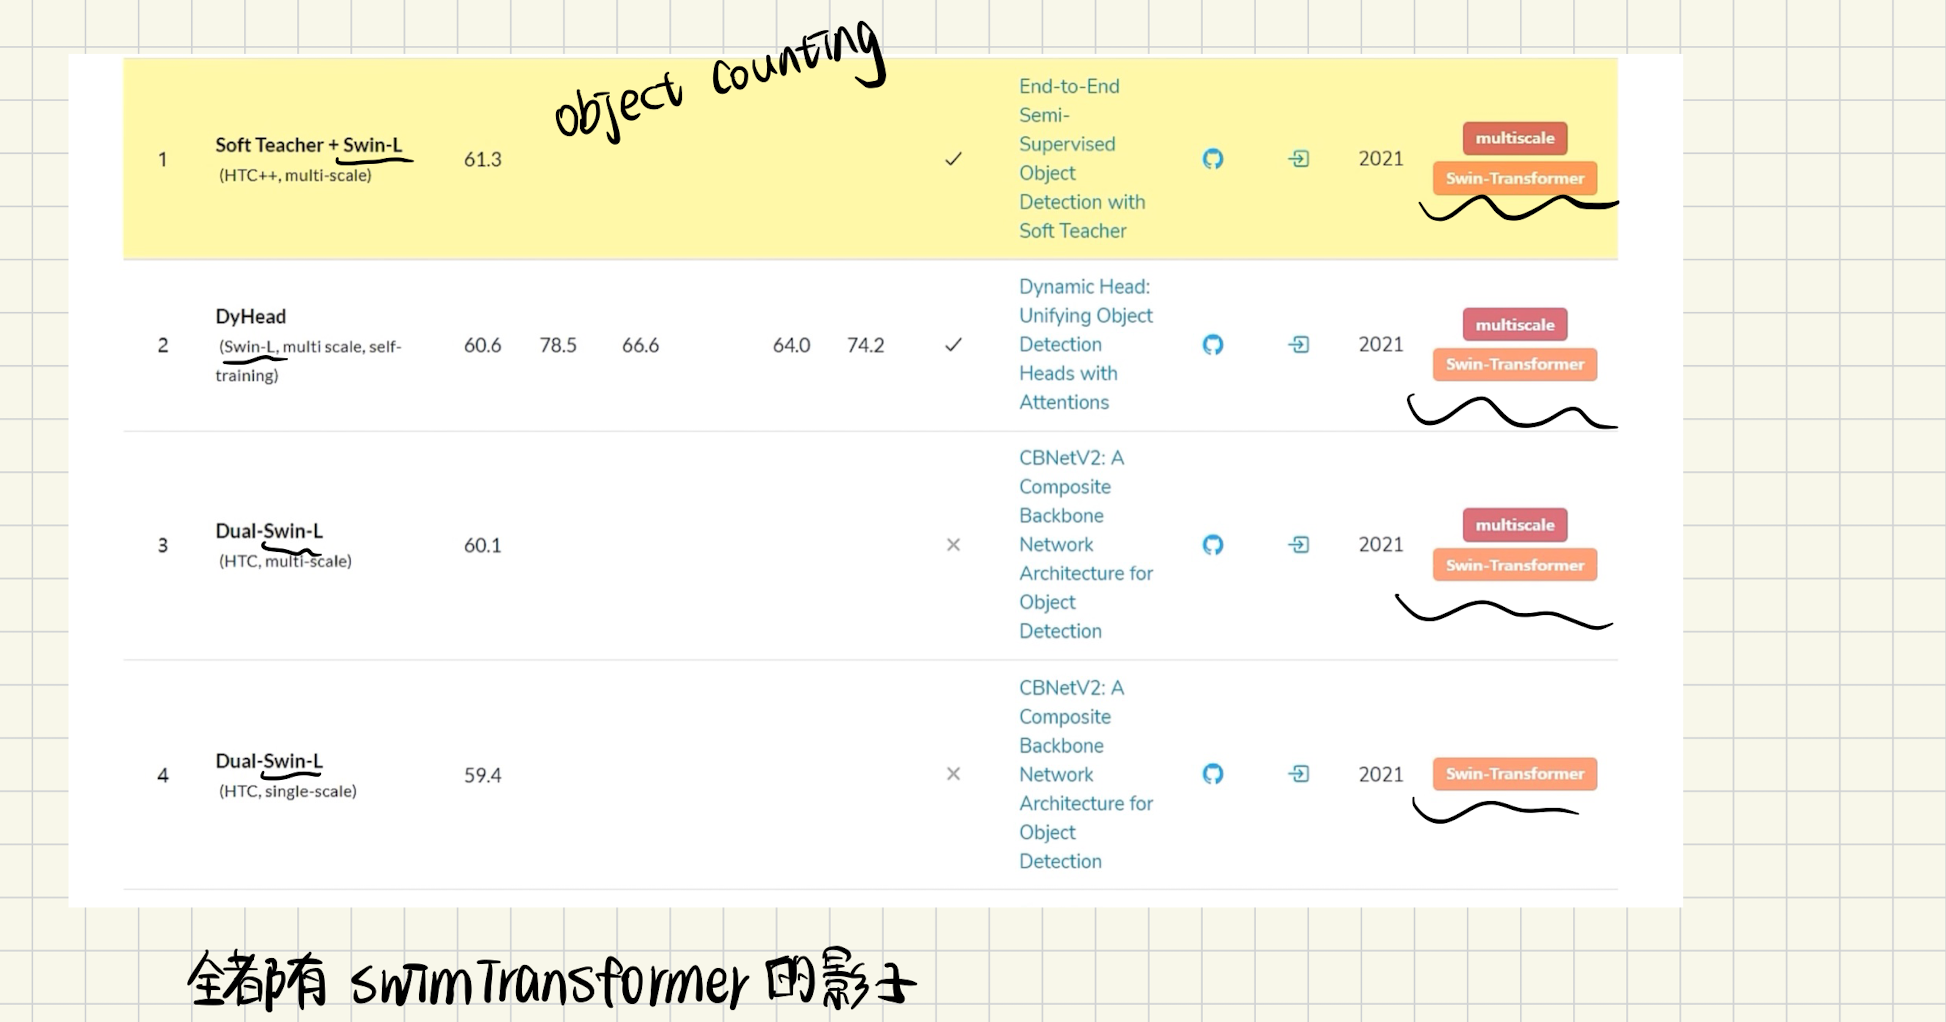 object counting
1
Soft Teacher + Swin-L
(HTC++, multi-scale)
61.3
✓
End-to-End
Semi-
Supervised
Object
Detection with
Soft Teacher
2021
multiscale
Swin-Transformer
2
DyHead
(Swin-L, multi scale, self-
training)
60.6 78.5 66.6 64.0 74.2
✓
Dynamic Head:
Unifying Object
Detection
Heads with
Attentions
2021
multiscale
Swin-Transformer
3
Dual-Swin-L
(HTC, multi-scale)
60.1
×
CBNetV2: A
Composite
Backbone
Network
Architecture for
Object
Detection
2021
multiscale
Swin-Transformer
4
Dual-Swin-L
(HTC, single-scale)
59.4
×
CBNetV2: A
Composite
Backbone
Network
Architecture for
Object
Detection
2021
Swin-Transformer
全都有 swimTransformer 的影子